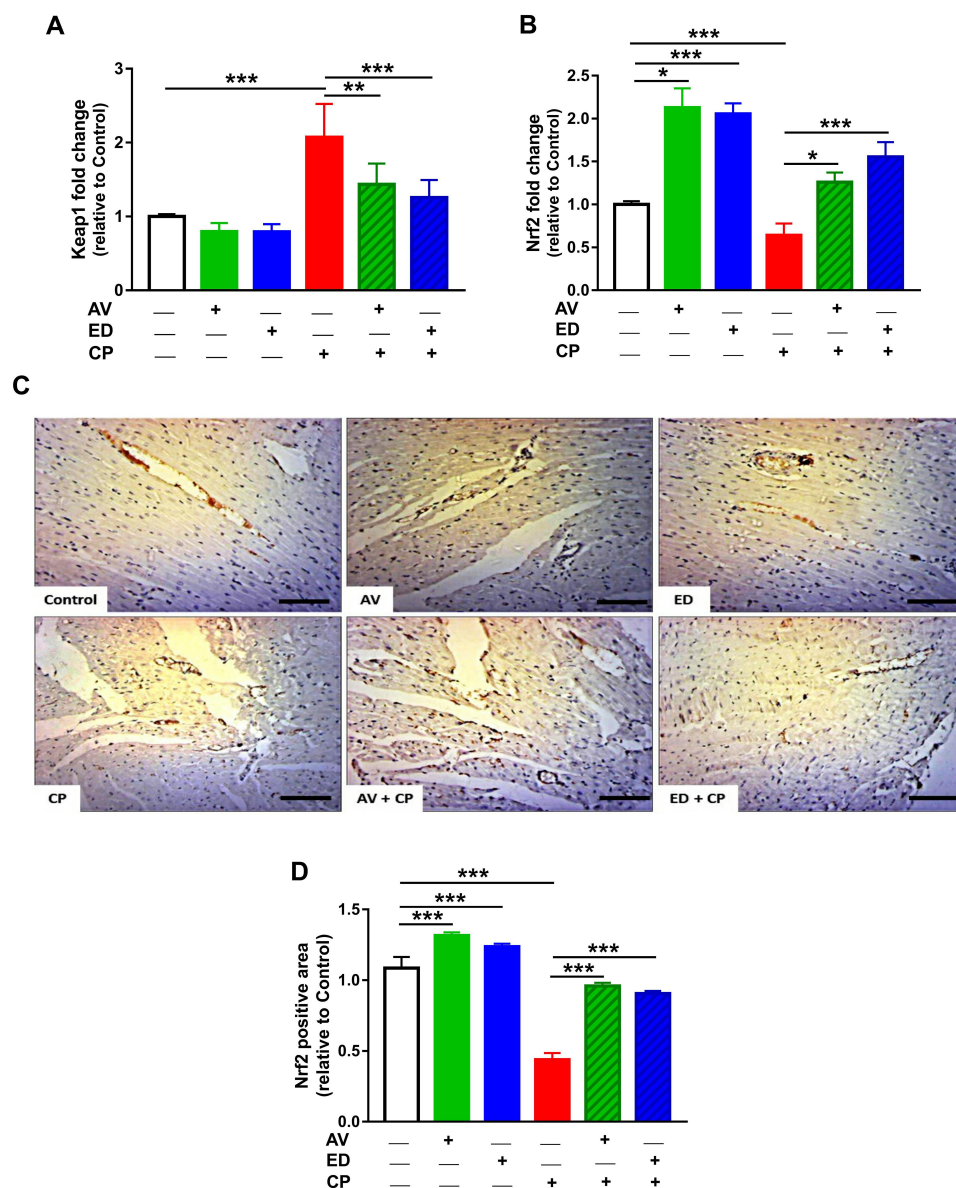 A
Keap1 fold change
(relative to Control)
3
2
1
0
***
***
**
AV — + — — + —
ED — — + — — +
CP — — — + + +
B
Nrf2 fold change
(relative to Control)
2.5
2.0
1.5
1.0
0.5
0.0
***
***
*
***
*
AV — + — — + —
ED — — + — — +
CP — — — + + +
C
Control
AV
ED
CP
AV + CP
ED + CP
D
Nrf2 positive area
(relative to Control)
1.5
1.0
0.5
0.0
***
***
***
***
***
AV — + — — + —
ED — — + — — +
CP — — — + + +